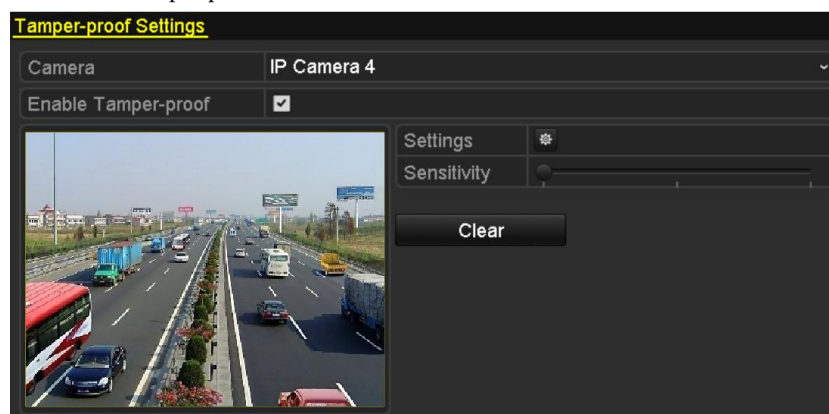 Tamper-proof Settings
Camera IP Camera 4
Enable Tamper-proof
Settings
Sensitivity
Clear